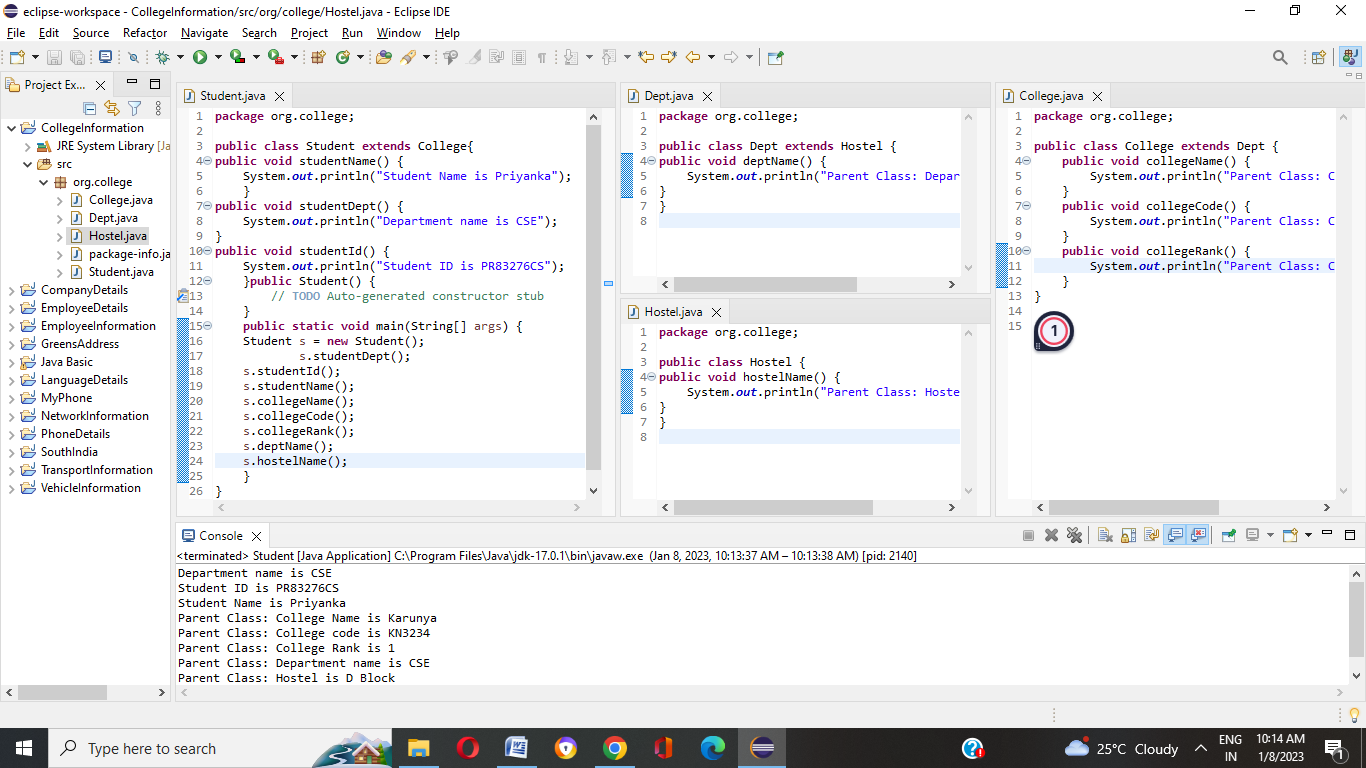 eclipse-workspace - CollegeInformation/src/org/college/Hostel.java - Eclipse IDE
File Edit Source Refactor Navigate Search Project Run Window Help
Project Ex...
CollegeInformation
JRE System Library [Ja
src
org.college
College.java
Dept.java
Hostel.java
package-info.ja
Student.java
CompanyDetails
EmployeeDetails
EmployeeInformation
GreensAddress
Java Basic
LanguageDetails
MyPhone
NetworkInformation
PhoneDetails
SouthIndia
TransportInformation
VehicleInformation
Student.java
1 package org.college;
2
3 public class Student extends College{
4 public void studentName() {
5     System.out.println("Student Name is Priyanka");
6     }
7 public void studentDept() {
8     System.out.println("Department name is CSE");
9 }
10 public void studentId() {
11     System.out.println("Student ID is PR83276CS");
12     }public Student() {
13         // TODO Auto-generated constructor stub
14     }
15     public static void main(String[] args) {
16     Student s = new Student();
17             s.studentDept();
18     s.studentId();
19     s.studentName();
20     s.collegeName();
21     s.collegeCode();
22     s.collegeRank();
23     s.deptName();
24     s.hostelName();
25     }
26 }
Dept.java
1 package org.college;
2
3 public class Dept extends Hostel {
4 public void deptName() {
5     System.out.println("Parent Class: Depar
6 }
7 }
8
Hostel.java
1 package org.college;
2
3 public class Hostel {
4 public void hostelName() {
5     System.out.println("Parent Class: Hoste
6 }
7 }
8
College.java
1 package org.college;
2
3 public class College extends Dept {
4     public void collegeName() {
5         System.out.println("Parent Class: C
6     }
7     public void collegeCode() {
8         System.out.println("Parent Class: C
9     }
10     public void collegeRank() {
11         System.out.println("Parent Class: C
12     }
13 }
14
15
1
Console
<terminated> Student [Java Application] C:\Program Files\Java\jdk-17.0.1\bin\javaw.exe (Jan 8, 2023, 10:13:37 AM – 10:13:38 AM) [pid: 2140]
Department name is CSE
Student ID is PR83276CS
Student Name is Priyanka
Parent Class: College Name is Karunya
Parent Class: College code is KN3234
Parent Class: College Rank is 1
Parent Class: Department name is CSE
Parent Class: Hostel is D Block
Type here to search
25°C Cloudy
ENG
IN
10:14 AM
1/8/2023
1